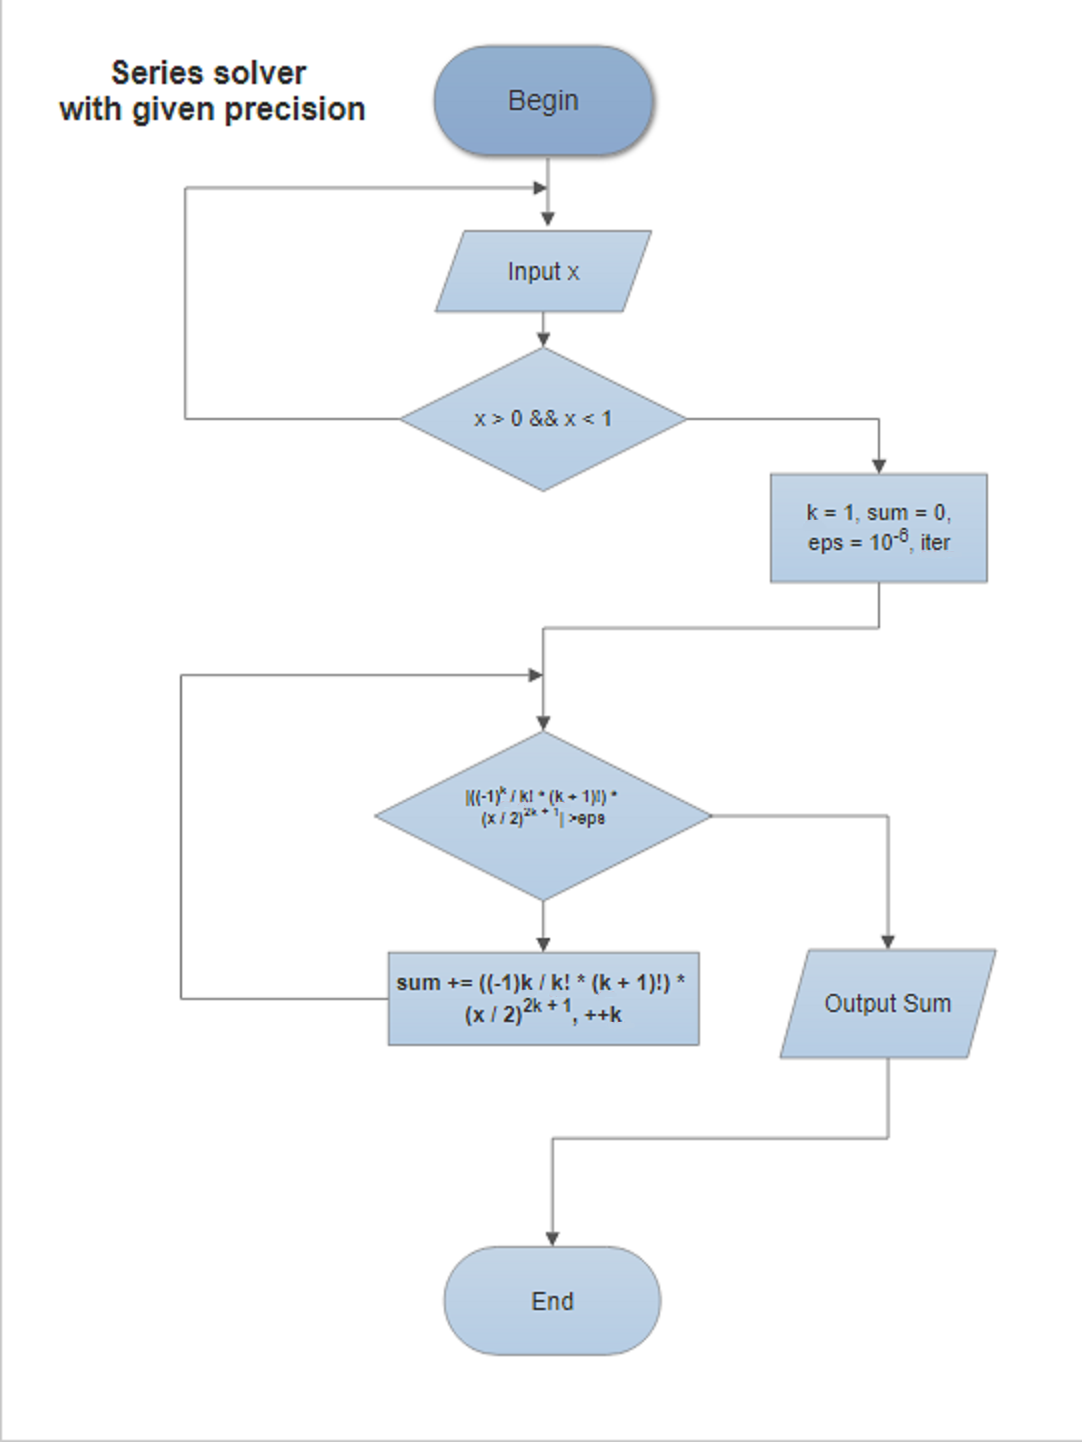 Series solver
with given precision
Begin
Input x
x > 0 && x < 1
k = 1, sum = 0,
eps = 10^-6, iter
|((-1)^k / k! * (k + 1)!) *
(x / 2)^2k + 1| >eps
sum += ((-1)k / k! * (k + 1)!) *
(x / 2)^2k + 1, ++k
Output Sum
End